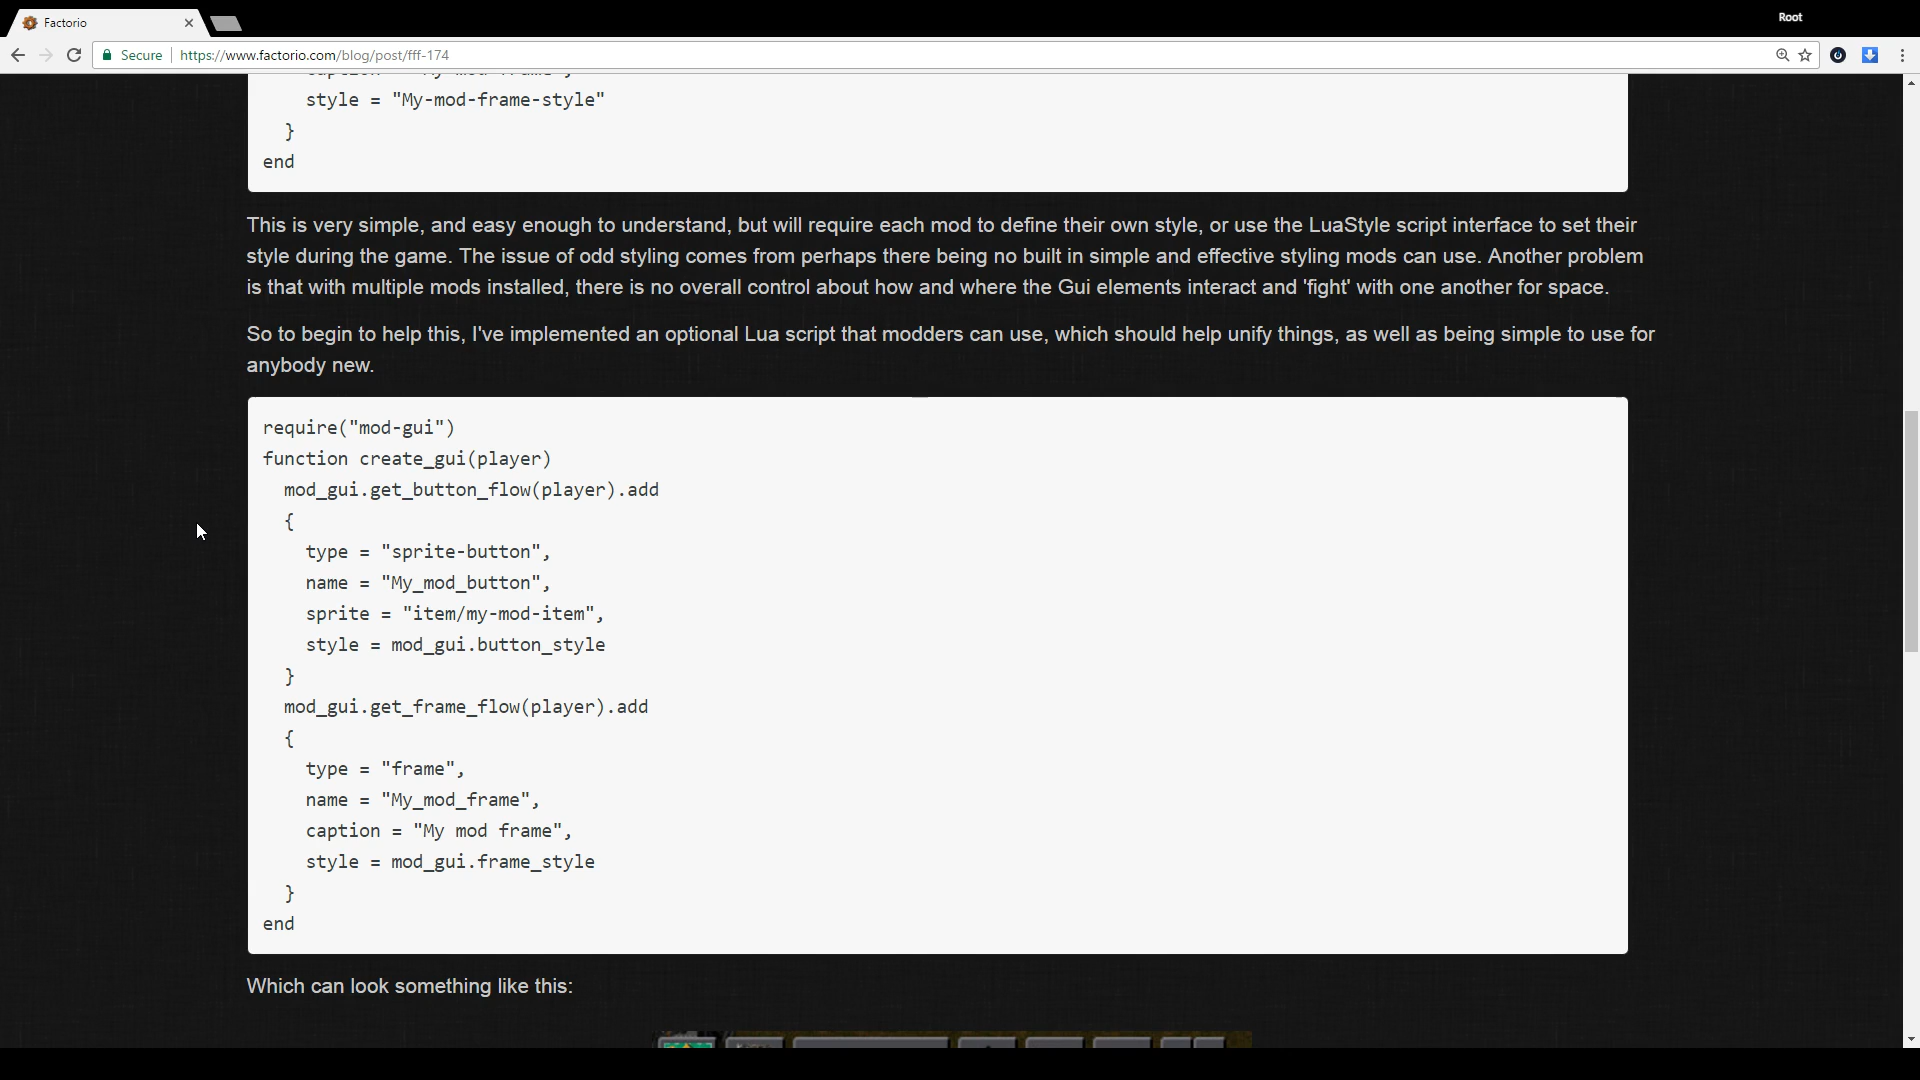 Factorio
Root
Secure
https://www.factorio.com/blog/post/fff-174
style = "My-mod-frame-style"
}
end
This is very simple, and easy enough to understand, but will require each mod to define their own style, or use the LuaStyle script interface to set their
style during the game. The issue of odd styling comes from perhaps there being no built in simple and effective styling mods can use. Another problem
is that with multiple mods installed, there is no overall control about how and where the Gui elements interact and 'fight' with one another for space.
So to begin to help this, I've implemented an optional Lua script that modders can use, which should help unify things, as well as being simple to use for
anybody new.
require("mod-gui")
function create_gui(player)
mod_gui.get_button_flow(player).add
{
type = "sprite-button",
name = "My_mod_button",
sprite = "item/my-mod-item",
style = mod_gui.button_style
}
mod_gui.get_frame_flow(player).add
{
type = "frame",
name = "My_mod_frame",
caption = "My mod frame",
style = mod_gui.frame_style
}
end
Which can look something like this: